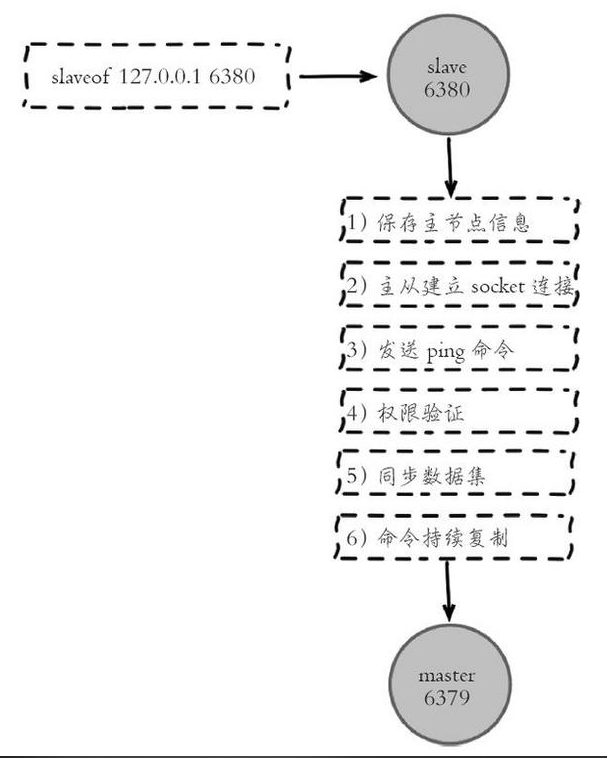 slaveof 127.0.0.1 6380
slave
6380
1) 保存主节点信息
2) 主从建立 socket 连接
3) 发送 ping 命令
4) 权限验证
5) 同步数据集
6) 命令持续复制
master
6379